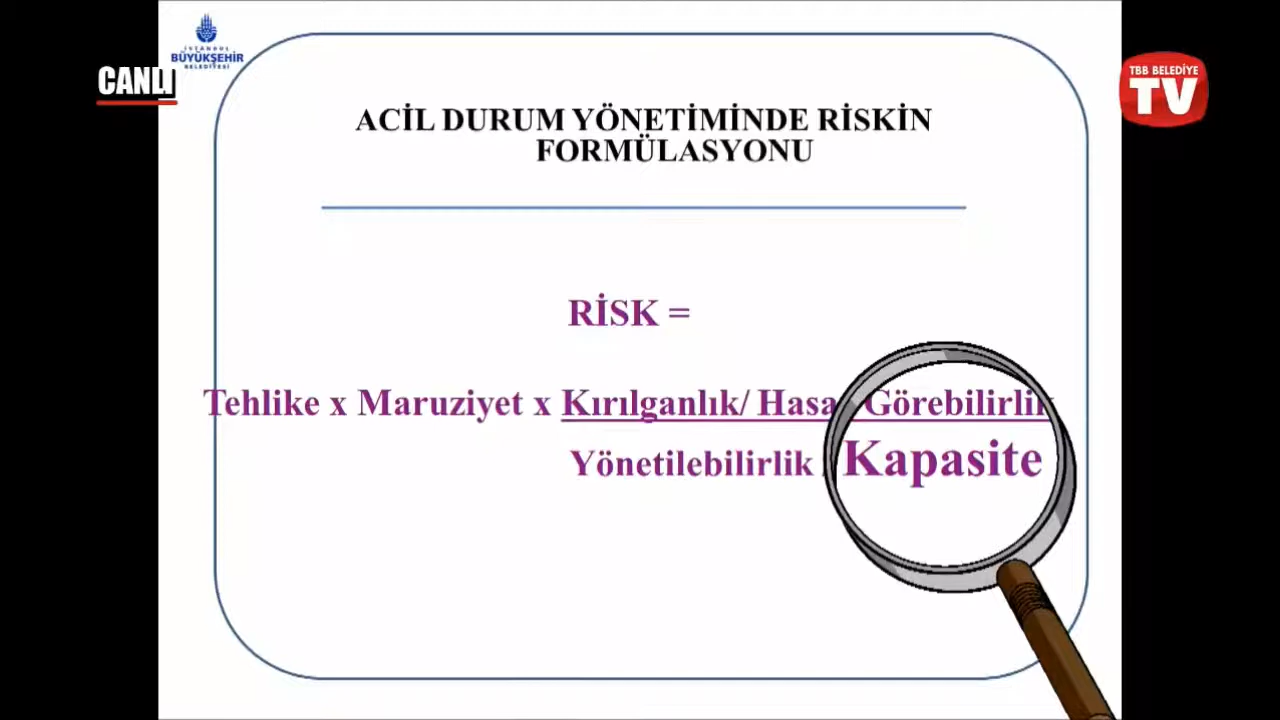 İSTANBUL
BÜYÜKŞEHİR
BELEDİYESİ
CANLI
TBB BELEDİYE
TV
ACİL DURUM YÖNETİMİNDE RİSKİN
FORMÜLASYONU
RİSK =
Tehlike x Maruziyet x Kırılganlık/ Hasa Görebilirlik
Yönetilebilirlik / Kapasite